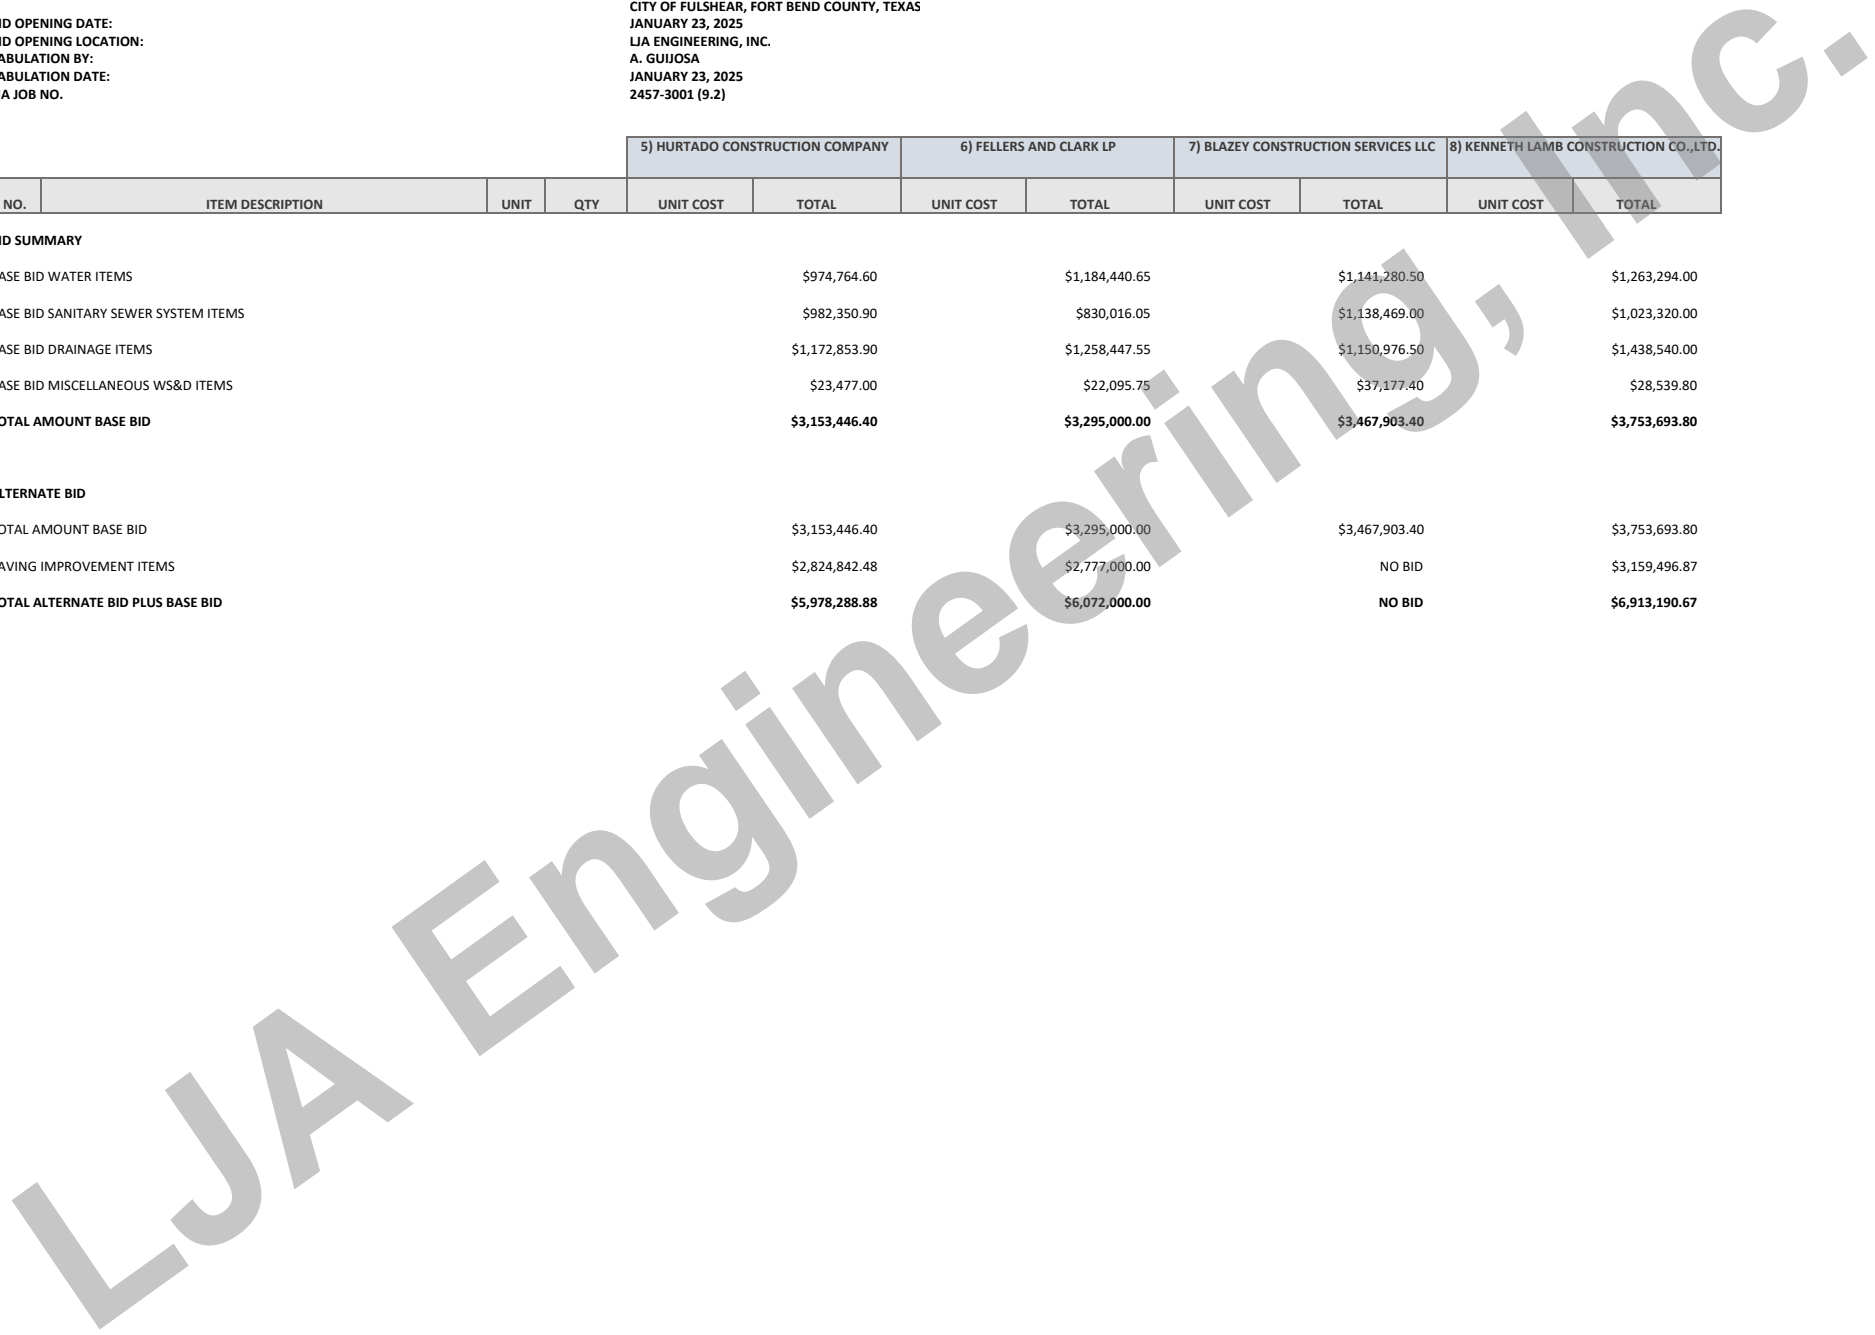 CITY OF FULSHEAR, FORT BEND COUNTY, TEXAS
D OPENING DATE: JANUARY 23, 2025
D OPENING LOCATION: LJA ENGINEERING, INC.
ABULATION BY: A. GUIJOSA
ABULATION DATE: JANUARY 23, 2025
A JOB NO. 2457-3001 (9.2)
5) HURTADO CONSTRUCTION COMPANY 6) FELLERS AND CLARK LP 7) BLAZEY CONSTRUCTION SERVICES LLC 8) KENNETH LAMB CONSTRUCTION CO.,LTD.
NO. ITEM DESCRIPTION UNIT QTY UNIT COST TOTAL UNIT COST TOTAL UNIT COST TOTAL UNIT COST TOTAL
D SUMMARY
ASE BID WATER ITEMS $974,764.60 $1,184,440.65 $1,141,280.50 $1,263,294.00
ASE BID SANITARY SEWER SYSTEM ITEMS $982,350.90 $830,016.05 $1,138,469.00 $1,023,320.00
ASE BID DRAINAGE ITEMS $1,172,853.90 $1,258,447.55 $1,150,976.50 $1,438,540.00
ASE BID MISCELLANEOUS WS&D ITEMS $23,477.00 $22,095.75 $37,177.40 $28,539.80
OTAL AMOUNT BASE BID $3,153,446.40 $3,295,000.00 $3,467,903.40 $3,753,693.80
LTERNATE BID
OTAL AMOUNT BASE BID $3,153,446.40 $3,295,000.00 $3,467,903.40 $3,753,693.80
AVING IMPROVEMENT ITEMS $2,824,842.48 $2,777,000.00 NO BID $3,159,496.87
OTAL ALTERNATE BID PLUS BASE BID $5,978,288.88 $6,072,000.00 NO BID $6,913,190.67
LJA Engineering, Inc.